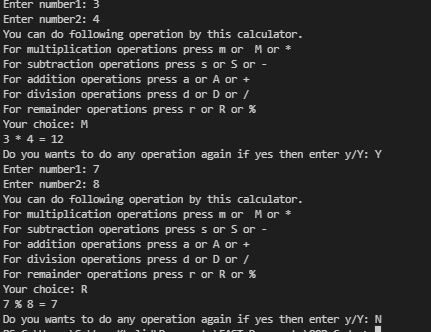 Enter number1: 3
Enter number2: 4
You can do following operation by this calculator.
For multiplication operations press m or  M or *
For subtraction operations press s or S or -
For addition operations press a or A or +
For division operations press d or D or /
For remainder operations press r or R or %
Your choice: M
3 * 4 = 12
Do you wants to do any operation again if yes then enter y/Y: Y
Enter number1: 7
Enter number2: 8
You can do following operation by this calculator.
For multiplication operations press m or  M or *
For subtraction operations press s or S or -
For addition operations press a or A or +
For division operations press d or D or /
For remainder operations press r or R or %
Your choice: R
7 % 8 = 7
Do you wants to do any operation again if yes then enter y/Y: N